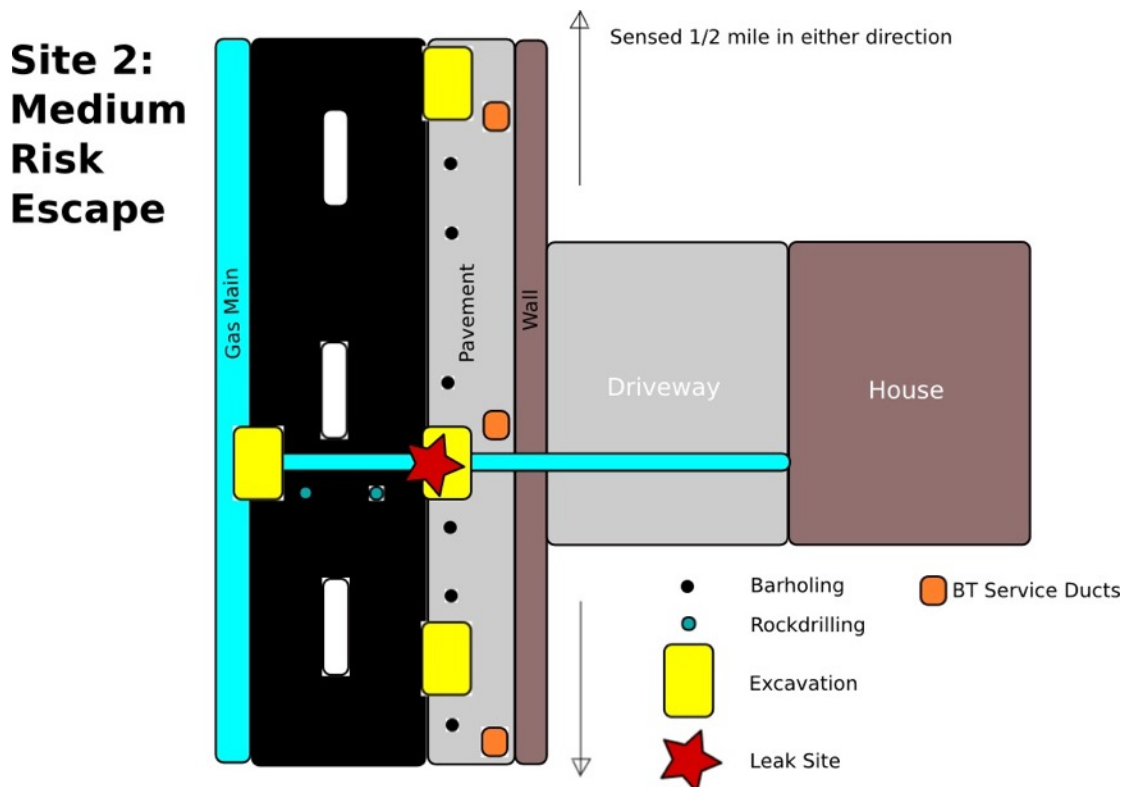 Site 2:
Medium
Risk
Escape
Sensed 1/2 mile in either direction
Gas Main
Pavement
Wall
Driveway
House
Barholing
BT Service Ducts
Rockdrilling
Excavation
Leak Site